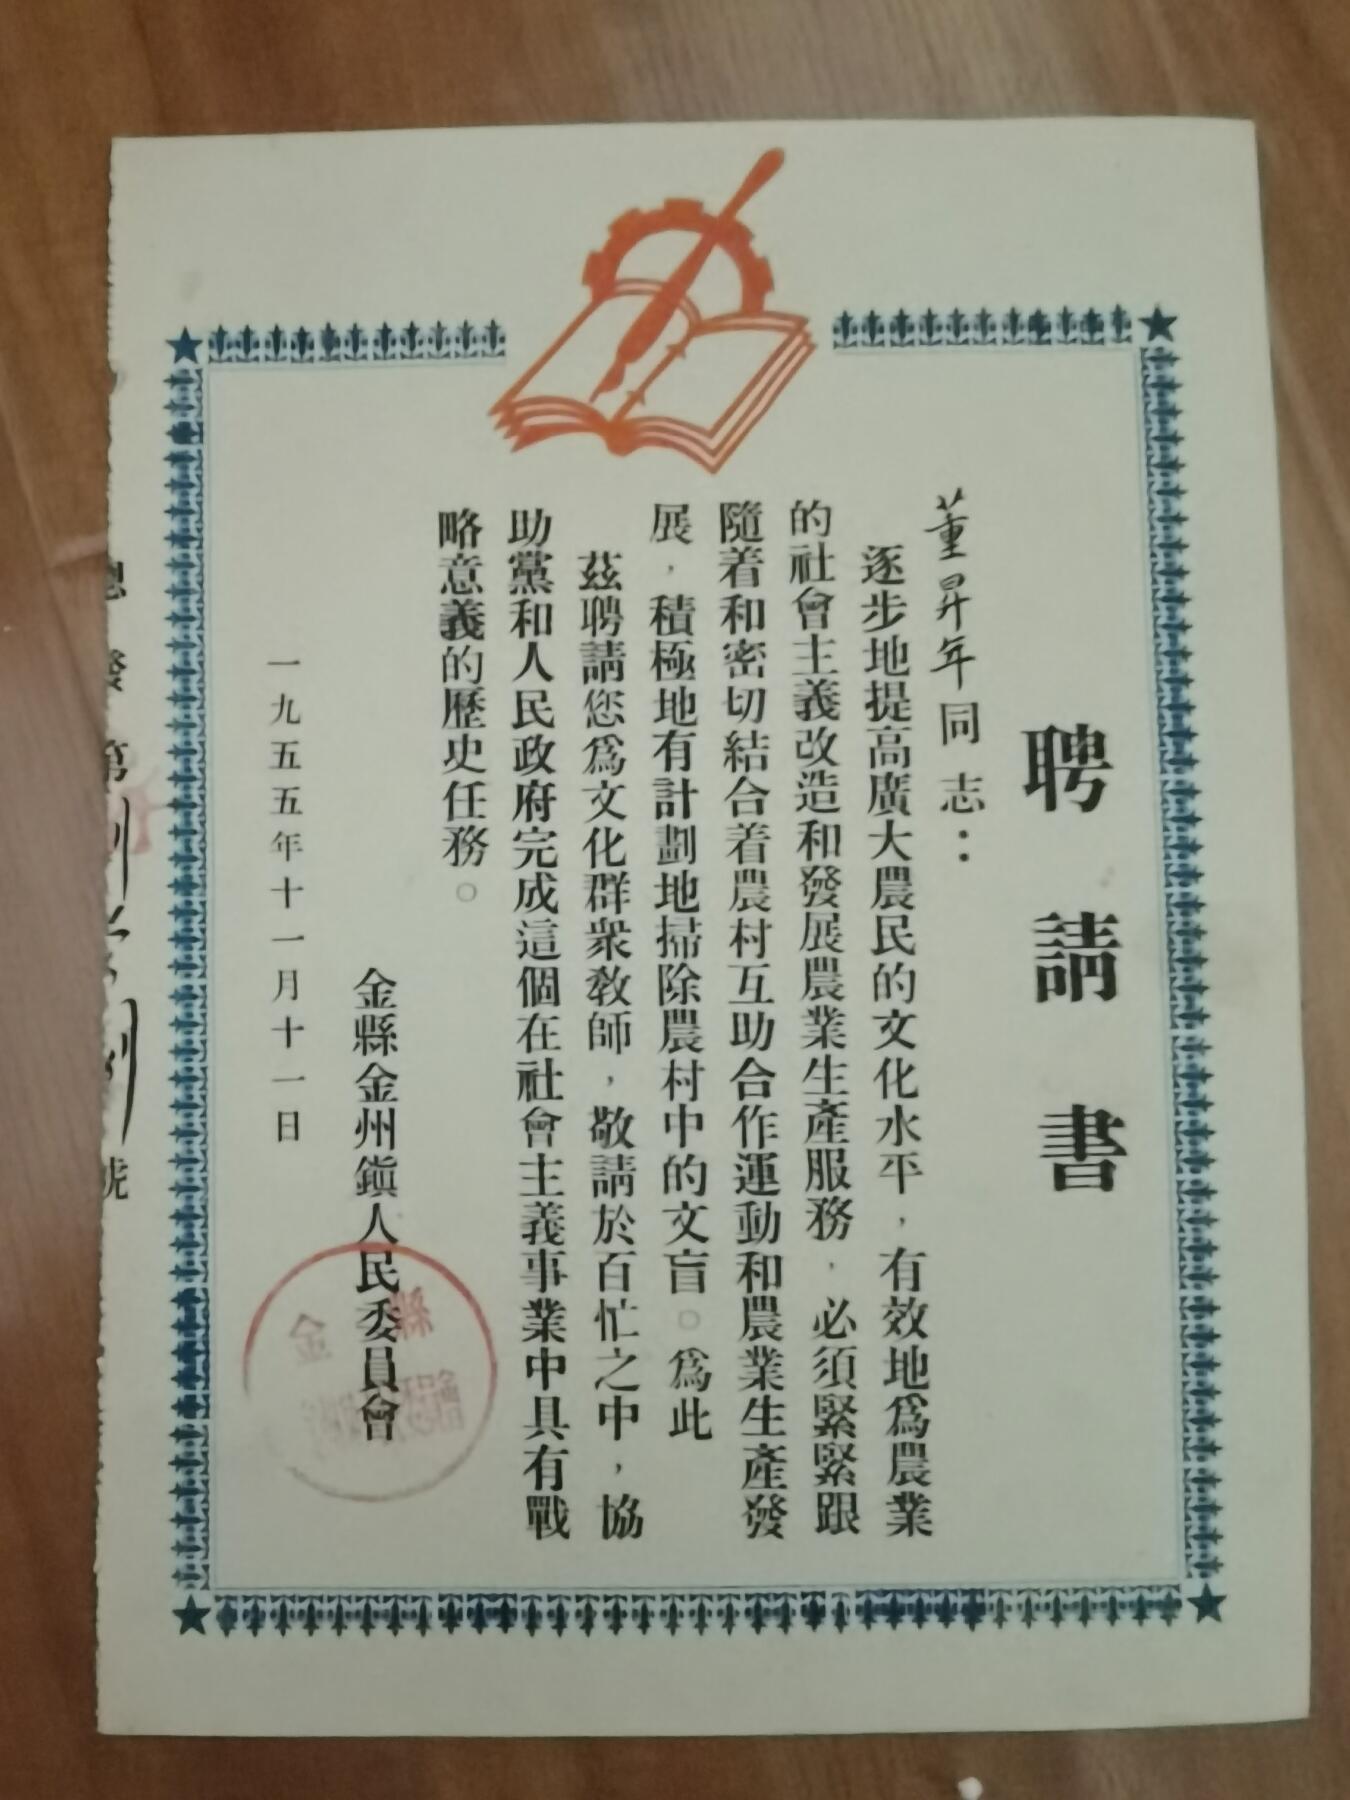 聘請書
董昇年同志：
逐步地提高廣大農民的文化水平，有效地爲農業
的社會主義改造和發展農業生產服務，必須緊緊跟
隨着和密切結合着農村互助合作運動和農業生產發
展，積極地有計劃地掃除農村中的文盲。爲此
茲聘請您爲文化群衆教師，敬請於百忙之中，協
助黨和人民政府完成這個在社會主義事業中具有戰
略意義的歷史任務。
金縣金州鎭人民委員會
一九五五年十一月十一日
金縣
第
號